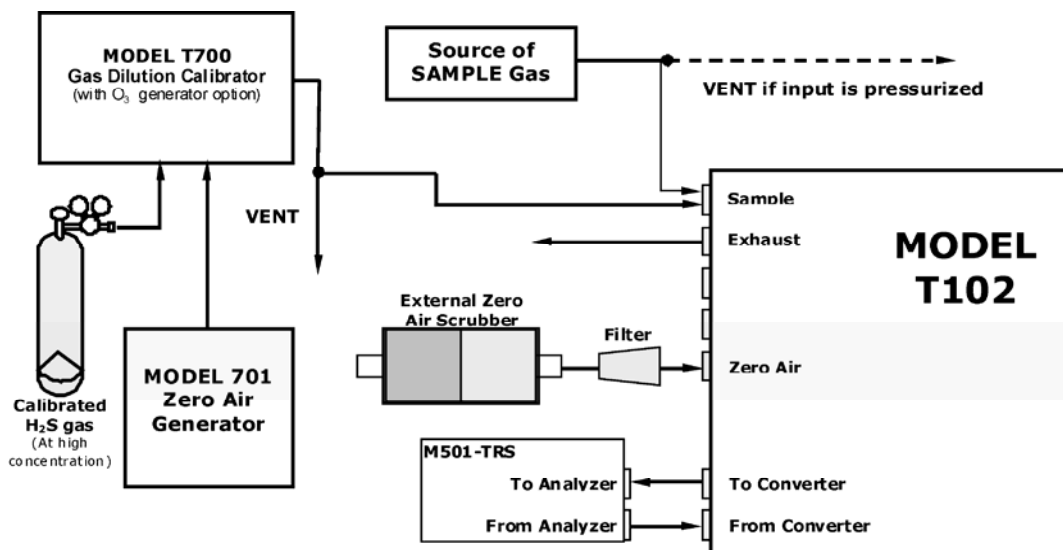 MODEL T700
Gas Dilution Calibrator
(with O₃ generator option)
Source of
SAMPLE Gas
VENT if input is pressurized
VENT
Calibrated
H₂S gas
(At high
concentration)
MODEL 701
Zero Air
Generator
External Zero
Air Scrubber
Filter
MODEL
T102
Sample
Exhaust
Zero Air
To Converter
From Converter
M501-TRS
To Analyzer
From Analyzer